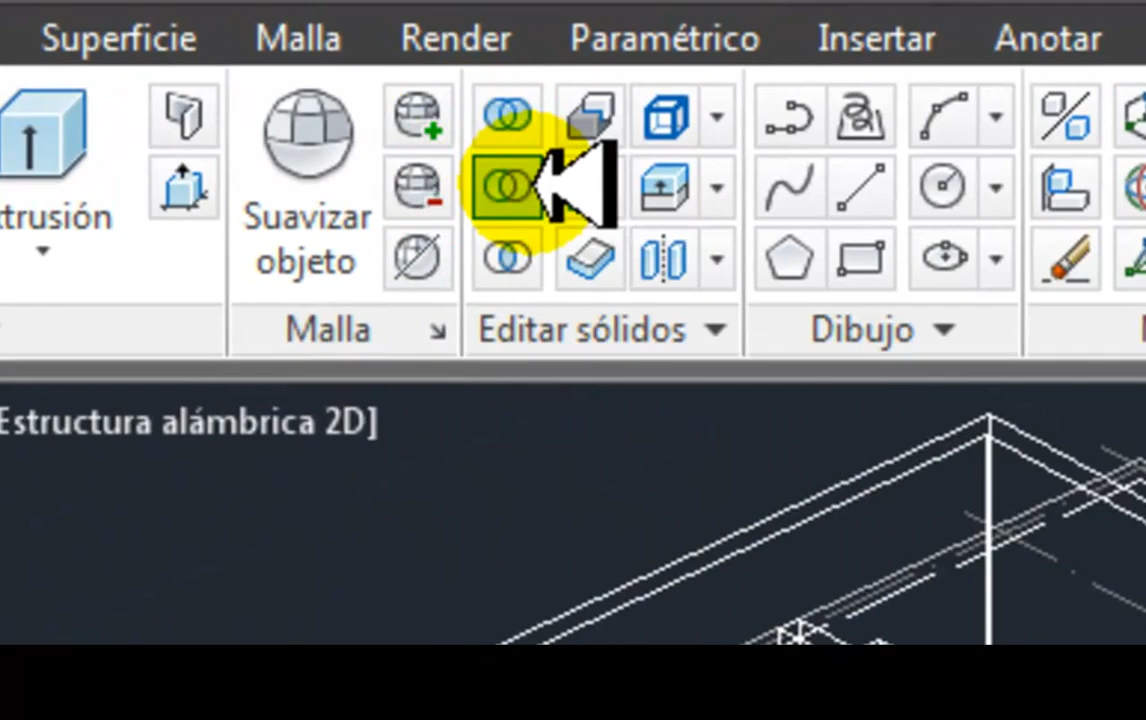 Superficie Malla Render Paramétrico Insertar Anotar
trusión
Suavizar
objeto
Malla
Editar sólidos
Dibujo
Estructura alámbrica 2D]